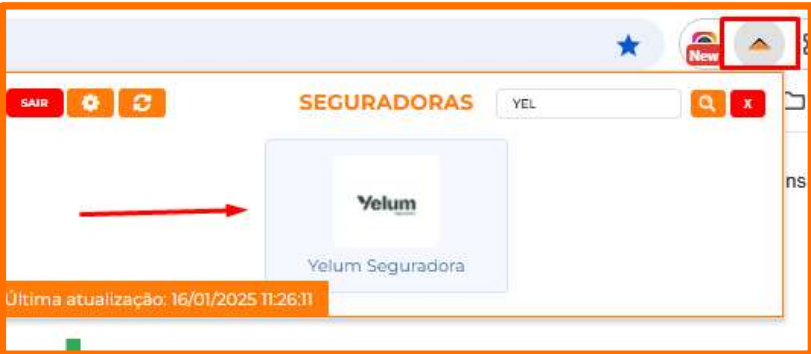 New
SAIR
SEGURADORAS
YEL
X
ns
Yelum
Yelum Seguradora
Última atualização: 16/01/2025 11:26:11